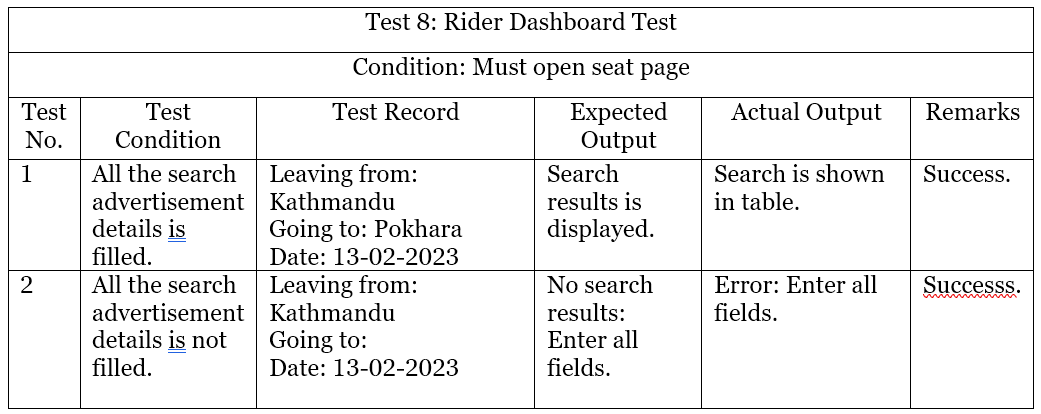 Test 8: Rider Dashboard Test
Condition: Must open seat page
Test No.
Test Condition
Test Record
Expected Output
Actual Output
Remarks
1
All the search
advertisement
details is
filled.
Leaving from:
Kathmandu
Going to: Pokhara
Date: 13-02-2023
Search
results is
displayed.
Search is shown
in table.
Success.
2
All the search
advertisement
details is not
filled.
Leaving from:
Kathmandu
Going to:
Date: 13-02-2023
No search
results:
Enter all
fields.
Error: Enter all
fields.
Successs.